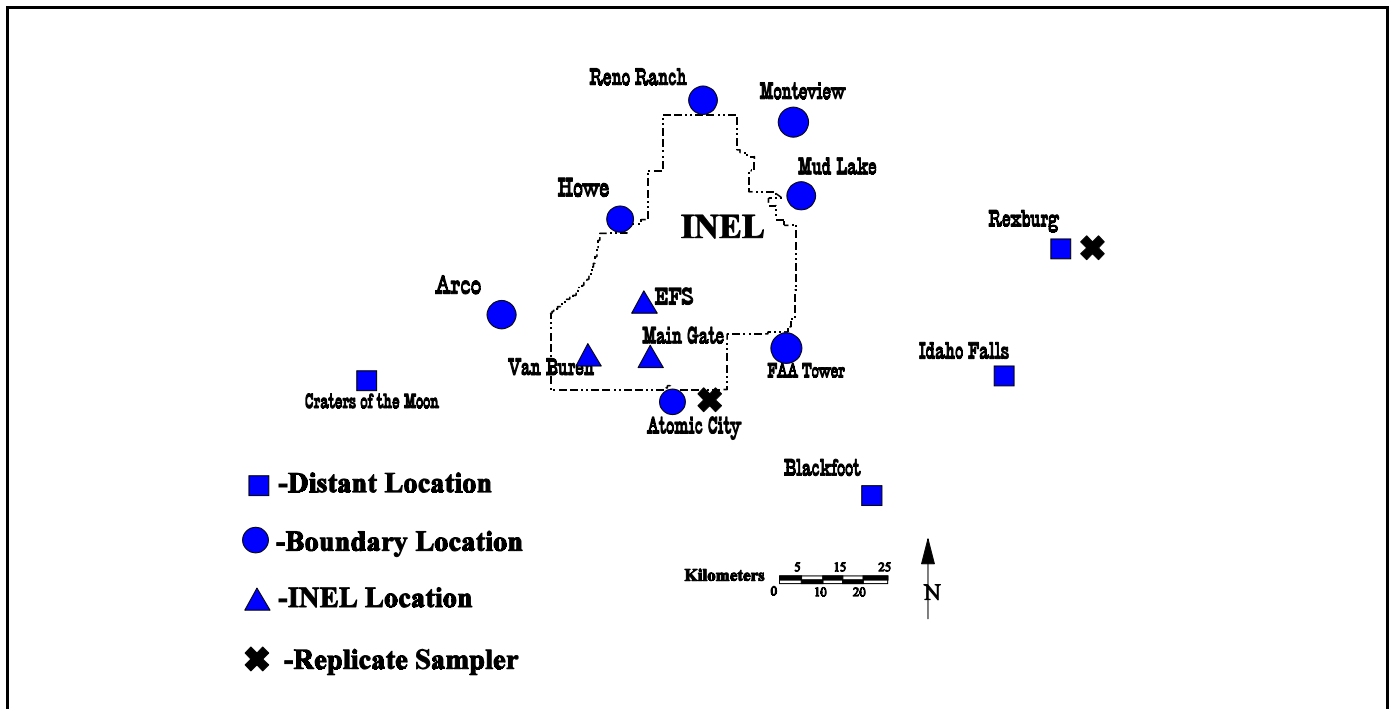 Reno Ranch
Monteview
Mud Lake
Howe
Rexburg
INEL
Arco
EFS
Main Gate
Idaho Falls
Van Buren
FAA Tower
Craters of the Moon
Atomic City
Blackfoot
-Distant Location
-Boundary Location
5 15 25
Kilometers
0 10 20
N
-INEL Location
-Replicate Sampler